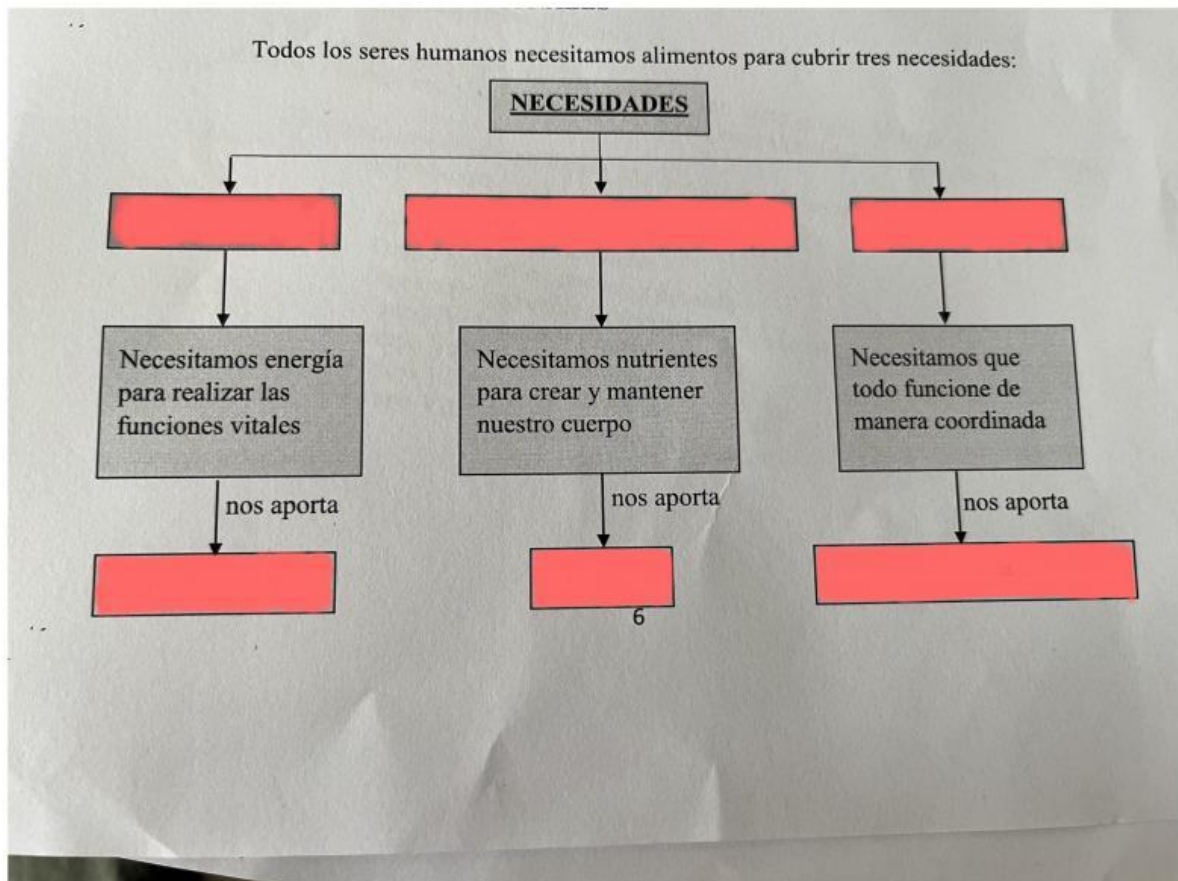 Todos los seres humanos necesitamos alimentos para cubrir tres necesidades:
NECESIDADES
Necesitamos energía
para realizar las
funciones vitales
Necesitamos nutrientes
para crear y mantener
nuestro cuerpo
Necesitamos que
todo funcione de
manera coordinada
nos aporta
nos aporta
nos aporta
6